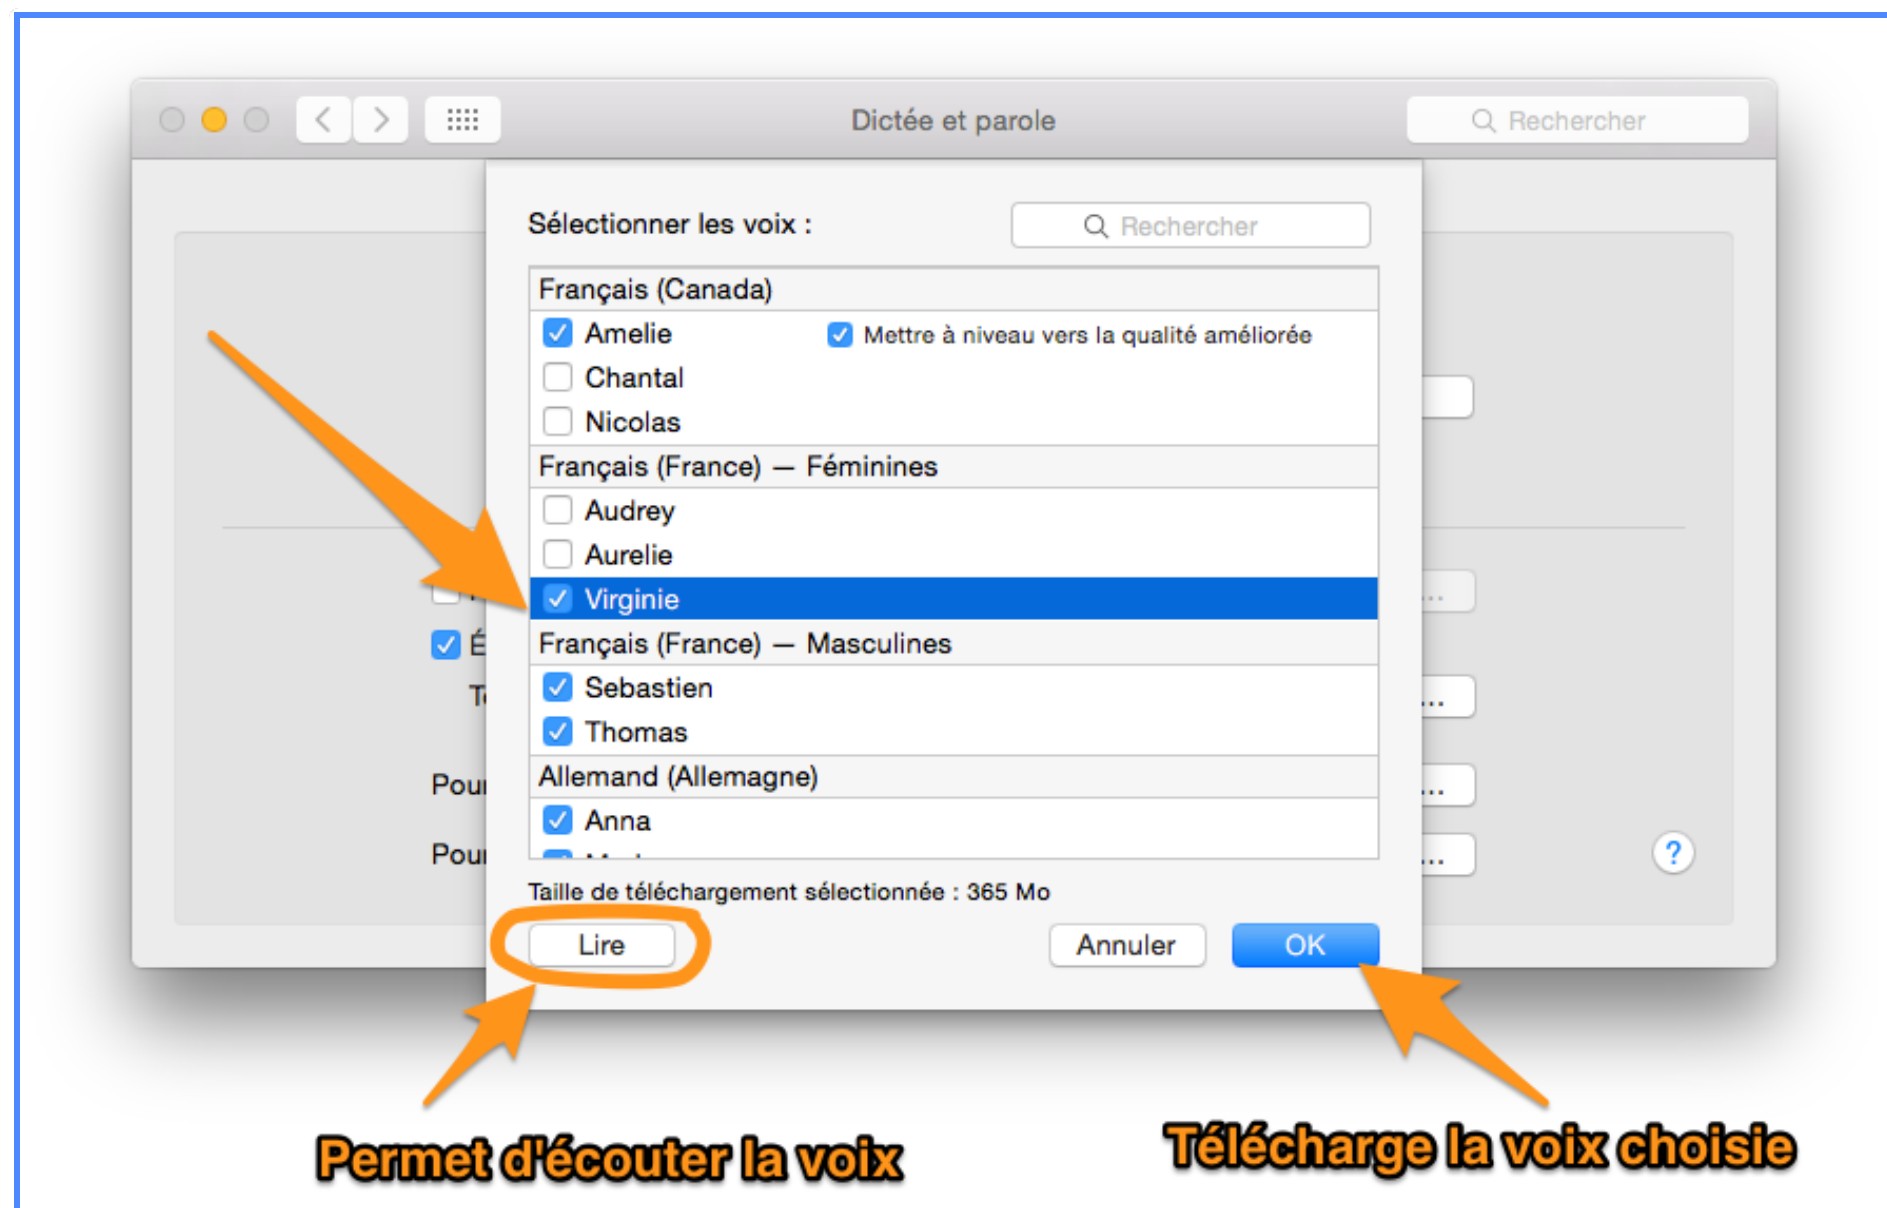 Dictée et parole
Rechercher
Sélectionner les voix :
Rechercher
Français (Canada)
Amelie
Mettre à niveau vers la qualité améliorée
Chantal
Nicolas
Français (France) — Féminines
Audrey
Aurelie
Virginie
Français (France) — Masculines
Sebastien
Thomas
Allemand (Allemagne)
Anna
Pour
Pour
...
...
...
...
?
Taille de téléchargement sélectionnée : 365 Mo
Lire
Annuler
OK
Permet d'écouter la voix
Télécharge la voix choisie